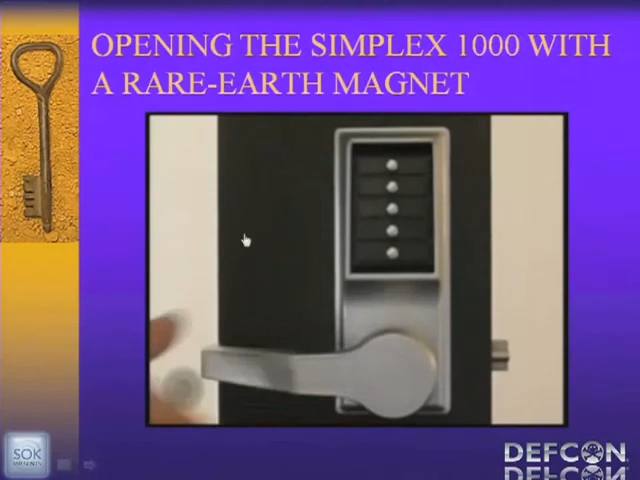 OPENING THE SIMPLEX 1000 WITH
A RARE-EARTH MAGNET
SOK
DEFCON